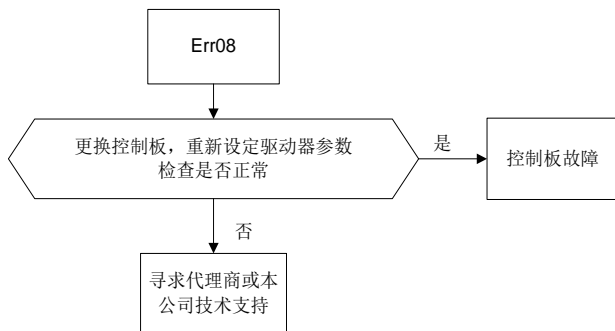 Err08
更换控制板，重新设定驱动器参数
检查是否正常
是
控制板故障
否
寻求代理商或本
公司技术支持